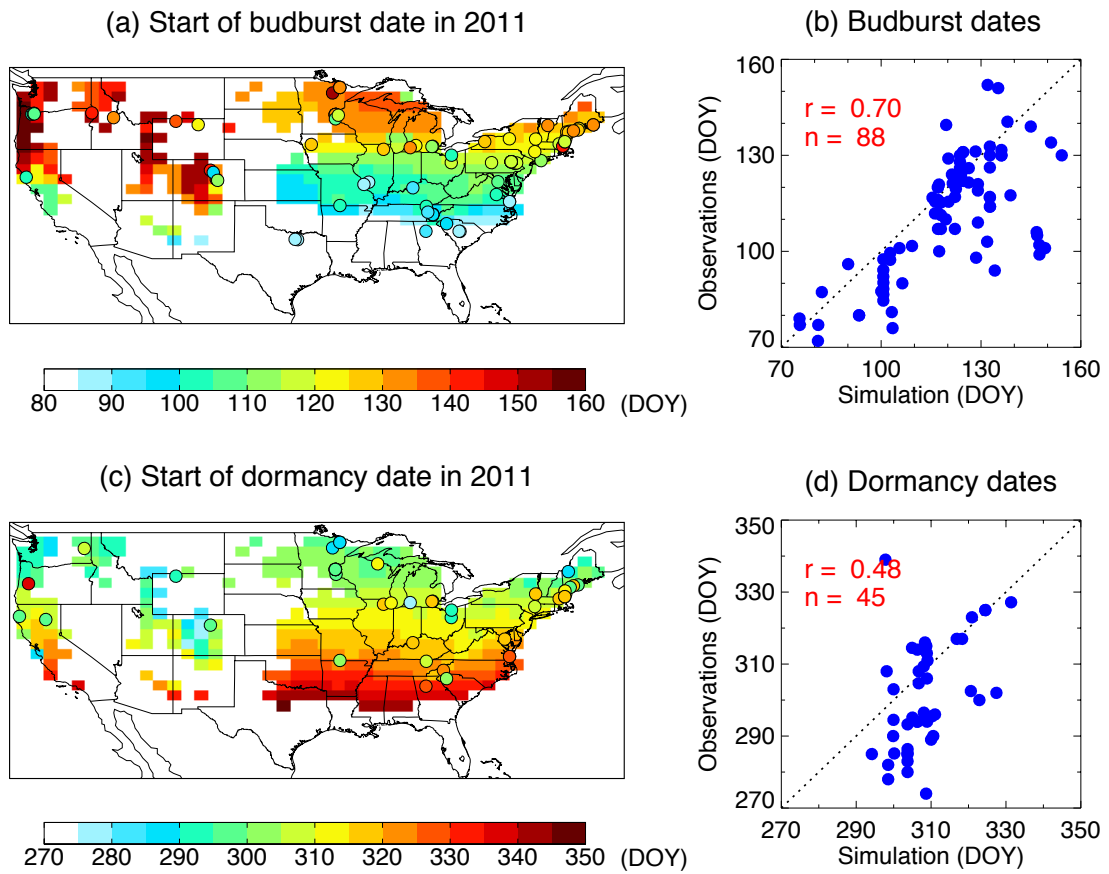 (a) Start of budburst date in 2011
80 90 100 110 120 130 140 150 160 (DOY)
(b) Budburst dates
r = 0.70
n = 88
160
130
100
70
Observations (DOY)
70 100 130 160
Simulation (DOY)
(c) Start of dormancy date in 2011
270 280 290 300 310 320 330 340 350 (DOY)
(d) Dormancy dates
r = 0.48
n = 45
350
330
310
290
270
Observations (DOY)
270 290 310 330 350
Simulation (DOY)